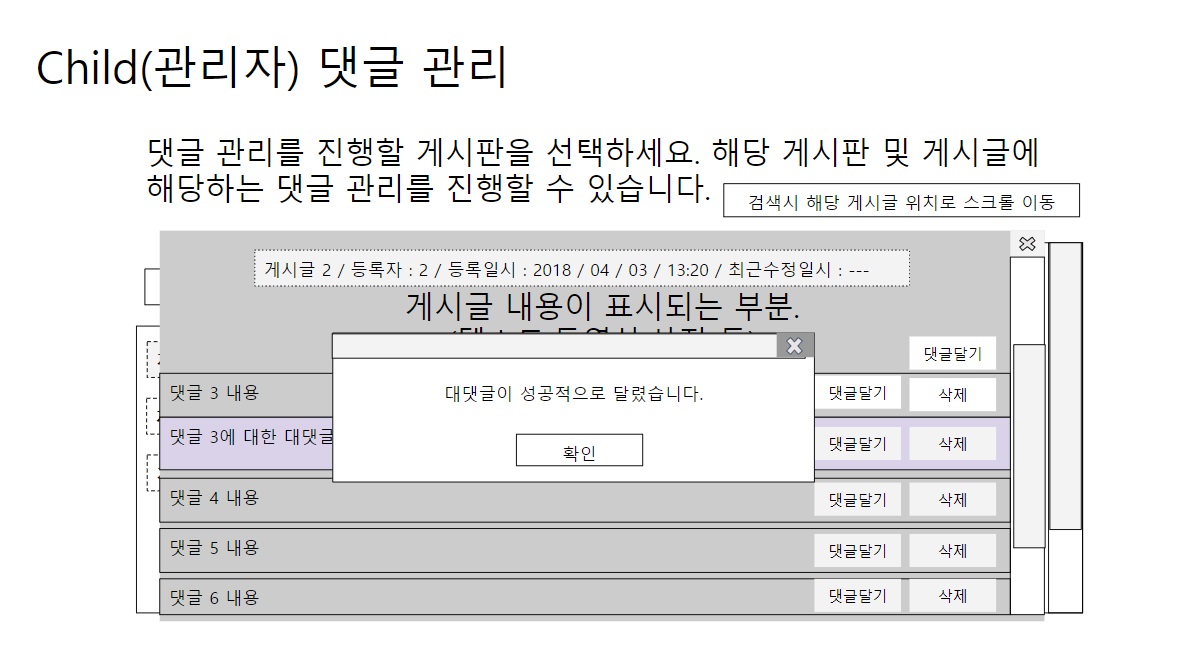 Child(관리자) 댓글 관리
댓글 관리를 진행할 게시판을 선택하세요. 해당 게시판 및 게시글에
해당하는 댓글 관리를 진행할 수 있습니다.
검색시 해당 게시글 위치로 스크롤 이동
게시글 2 / 등록자 : 2 / 등록일시 : 2018 / 04 / 03 / 13:20 / 최근수정일시 : ---
게시글 내용이 표시되는 부분.
댓글달기
대댓글이 성공적으로 달렸습니다.
확인
댓글 3 내용 댓글달기 삭제
댓글 3에 대한 대댓글 댓글달기 삭제
댓글 4 내용 댓글달기 삭제
댓글 5 내용 댓글달기 삭제
댓글 6 내용 댓글달기 삭제